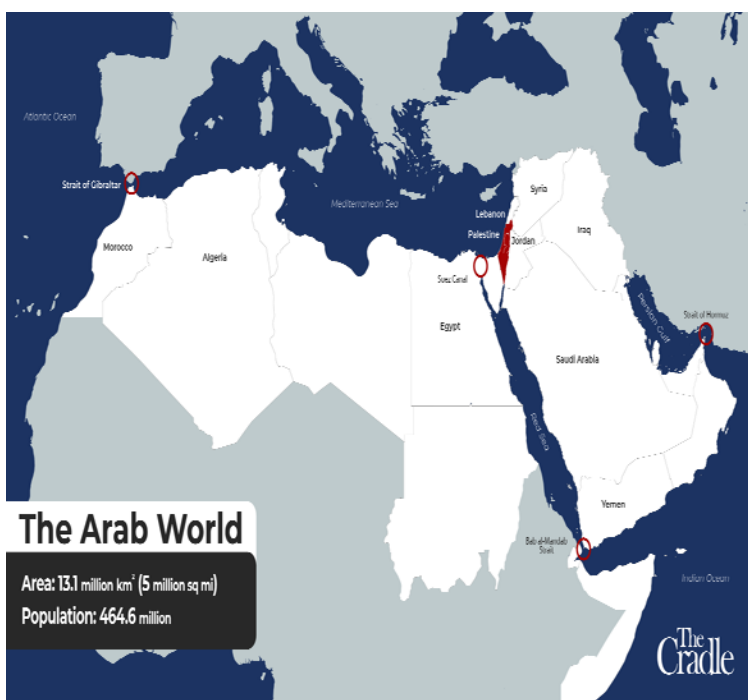 Atlantic Ocean
Strait of Gibraltar
Mediterranean Sea
Syria
Lebanon
Palestine
Jordan
Iraq
Morocco
Algeria
Suez Canal
Egypt
Persian Gulf
Strait of Hormuz
Saudi Arabia
Red Sea
Yemen
Bab al-Mandab
Strait
Indian Ocean
The Arab World
Area: 13.1 million km² (5 million sq mi)
Population: 464.6 million
The
Cradle